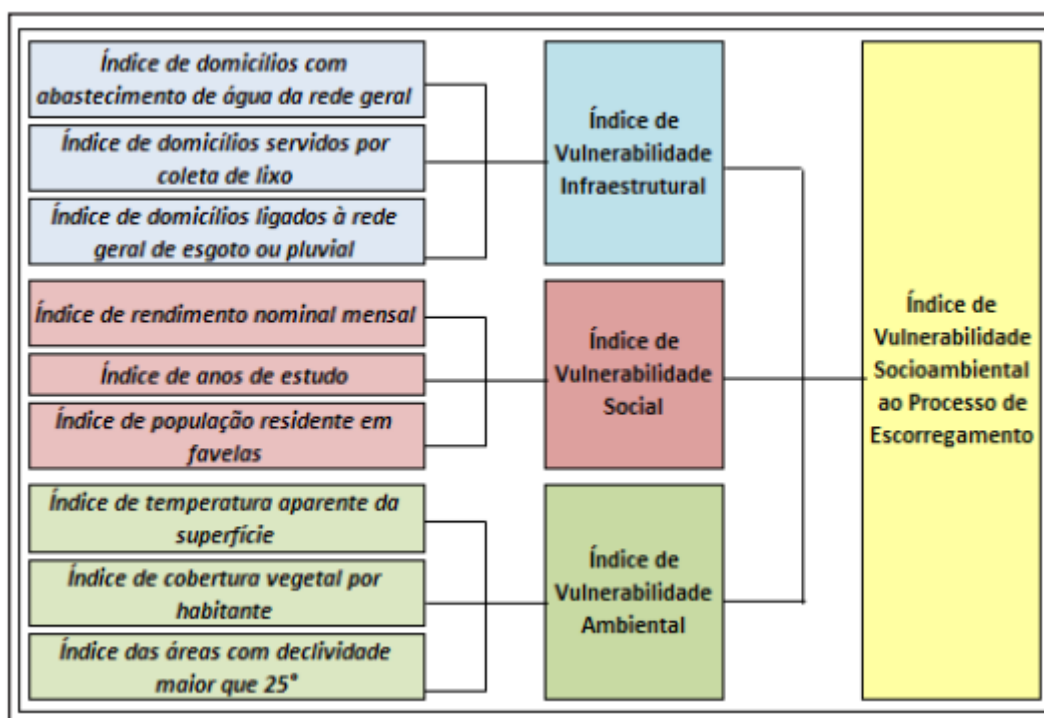 Índice de domicílios com
abastecimento de água da rede geral
Índice de domicílios servidos por
coleta de lixo
Índice de domicílios ligados à rede
geral de esgoto ou pluvial
Índice de Vulnerabilidade
Infraestrutural
Índice de rendimento nominal mensal
Índice de anos de estudo
Índice de população residente em
favelas
Índice de
Vulnerabilidade
Social
Índice de temperatura aparente da
superfície
Índice de cobertura vegetal por
habitante
Índice das áreas com declividade
maior que 25°
Índice de
Vulnerabilidade
Ambiental
Índice de
Vulnerabilidade
Socioambiental
ao Processo de
Escorregamento